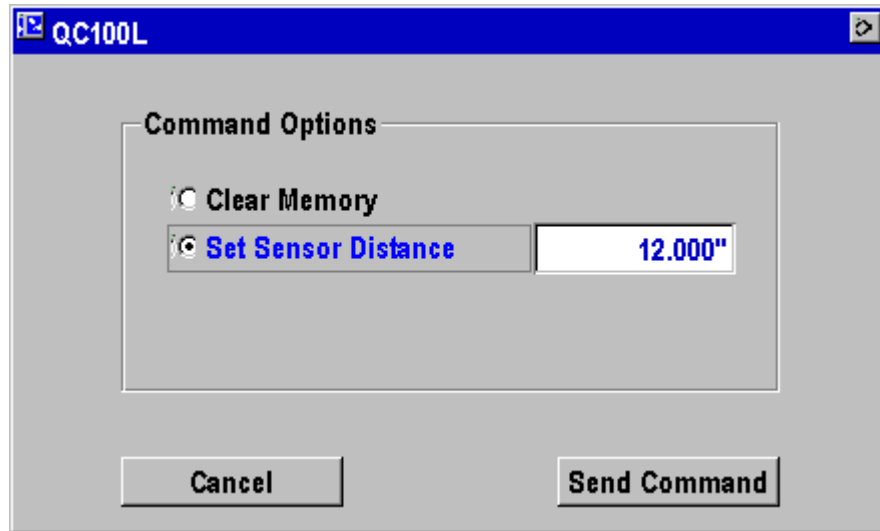 QC100L
Command Options
Clear Memory
Set Sensor Distance 12.000"
Cancel Send Command